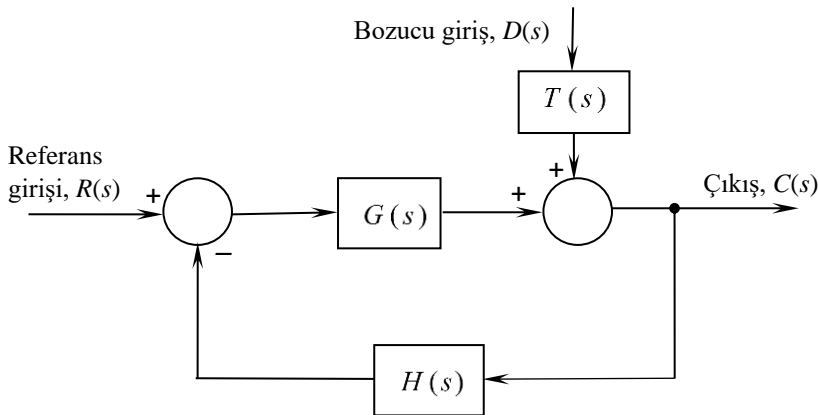 Bozucu giriş, D(s)
T(s)
Referans
girişi, R(s)
+
+
+
Çıkış, C(s)
G(s)
−
H(s)